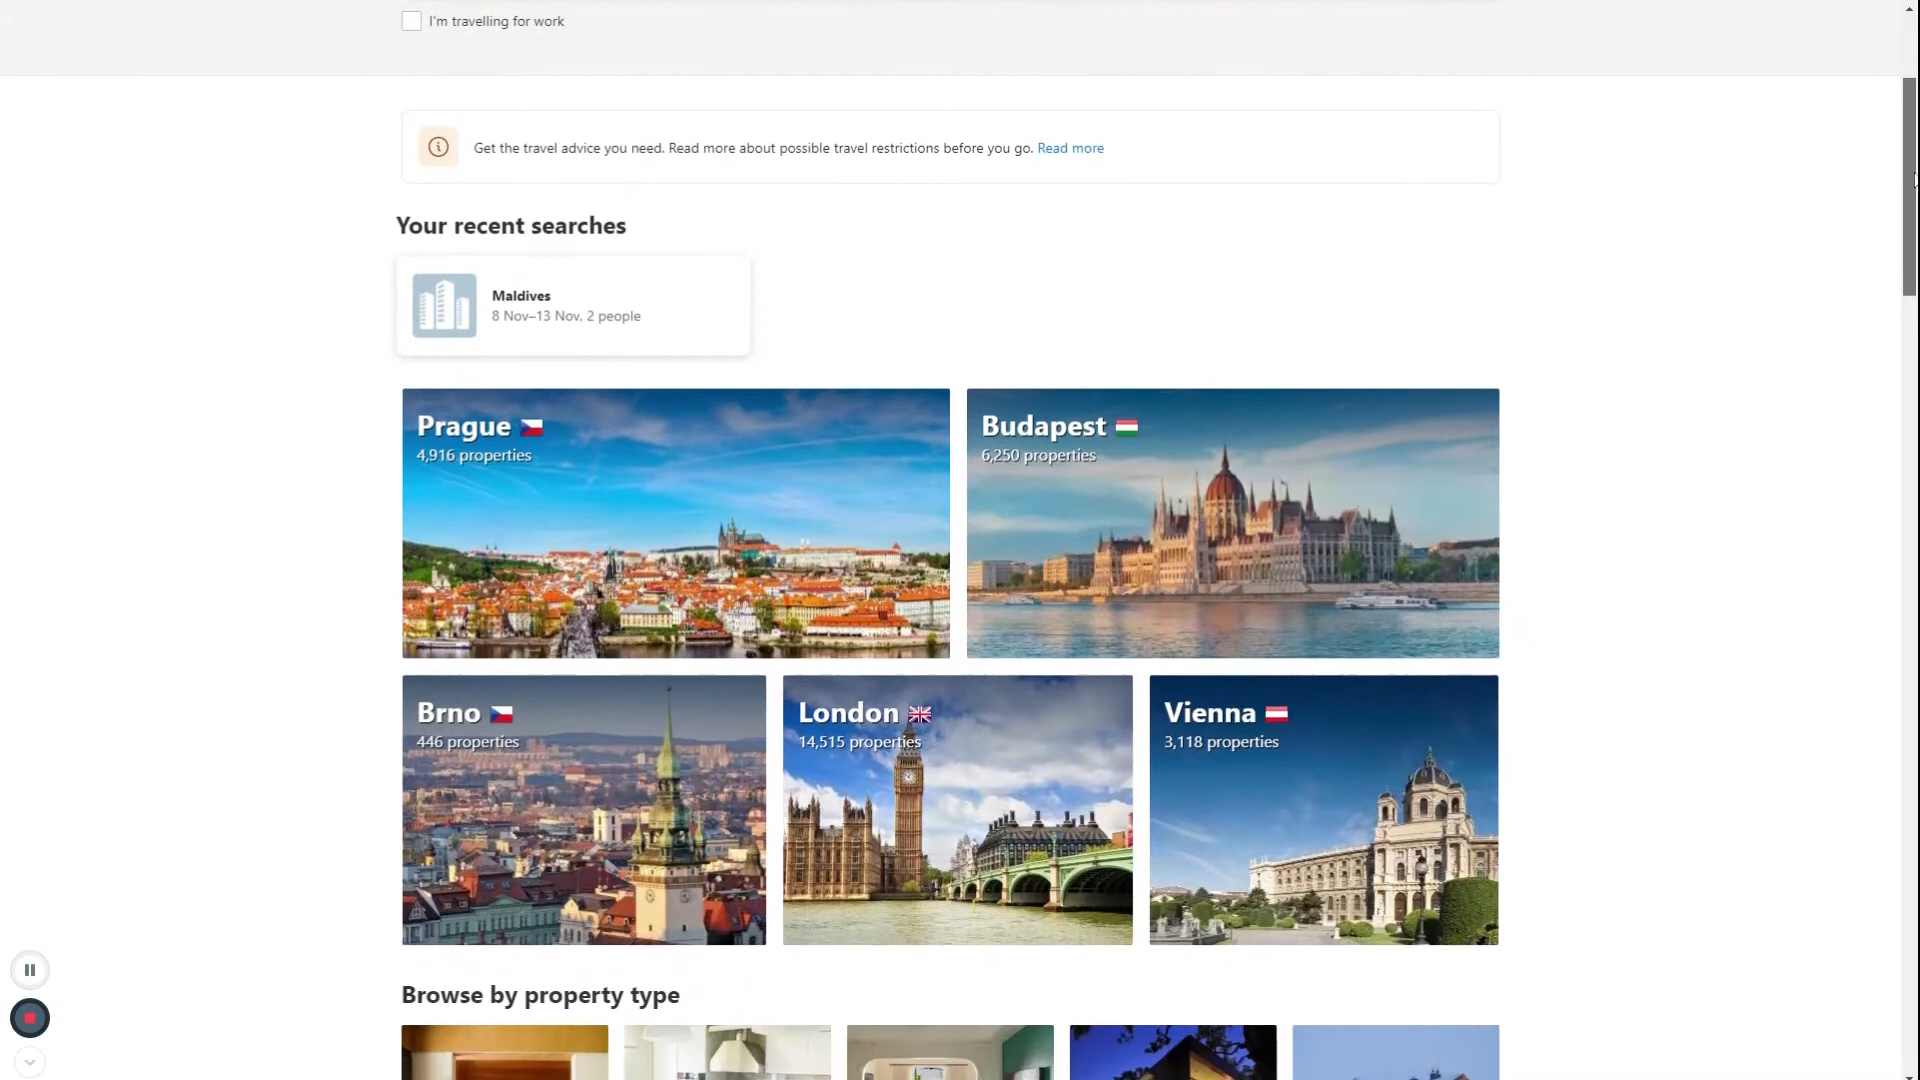 I'm travelling for work
Get the travel advice you need. Read more about possible travel restrictions before you go. Read more
Your recent searches
Maldives
8 Nov–13 Nov, 2 people
Prague
4,916 properties
Budapest
6,250 properties
Brno
446 properties
London
14,515 properties
Vienna
3,118 properties
Browse by property type